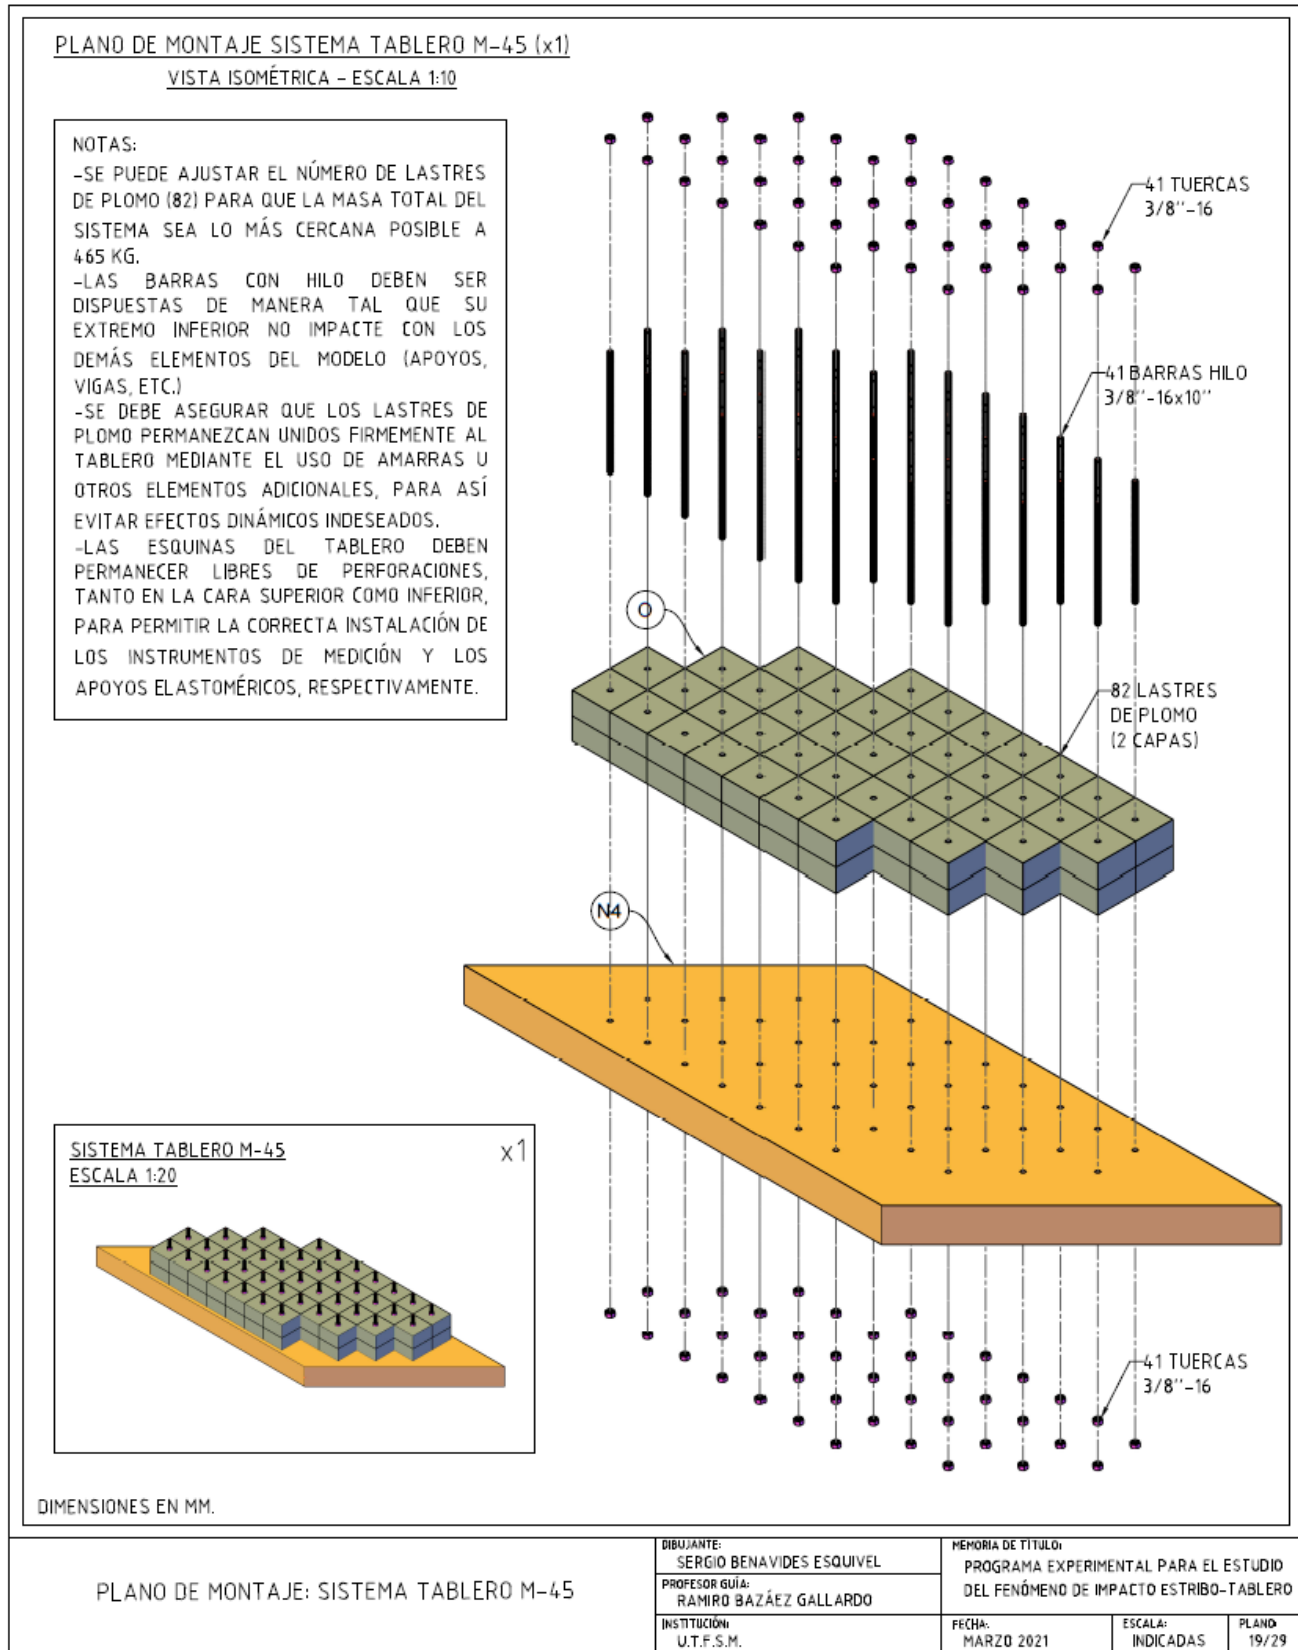 PLANO DE MONTAJE SISTEMA TABLERO M-45 (x1)
VISTA ISOMÉTRICA - ESCALA 1:10
NOTAS:
-SE PUEDE AJUSTAR EL NÚMERO DE LASTRES
DE PLOMO (82) PARA QUE LA MASA TOTAL DEL
SISTEMA SEA LO MÁS CERCANA POSIBLE A
465 KG.
-LAS BARRAS CON HILO DEBEN SER
DISPUESTAS DE MANERA TAL QUE SU
EXTREMO INFERIOR NO IMPACTE CON LOS
DEMÁS ELEMENTOS DEL MODELO (APOYOS,
VIGAS, ETC.)
-SE DEBE ASEGURAR QUE LOS LASTRES DE
PLOMO PERMANEZCAN UNIDOS FIRMEMENTE AL
TABLERO MEDIANTE EL USO DE AMARRAS U
OTROS ELEMENTOS ADICIONALES, PARA ASÍ
EVITAR EFECTOS DINÁMICOS INDESEADOS.
-LAS ESQUINAS DEL TABLERO DEBEN
PERMANECER LIBRES DE PERFORACIONES,
TANTO EN LA CARA SUPERIOR COMO INFERIOR,
PARA PERMITIR LA CORRECTA INSTALACIÓN DE
LOS INSTRUMENTOS DE MEDICIÓN Y LOS
APOYOS ELASTOMÉRICOS, RESPECTIVAMENTE.
41 TUERCAS
3/8''-16
41 BARRAS HILO
3/8''-16x10''
O
82 LASTRES
DE PLOMO
(2 CAPAS)
N4
SISTEMA TABLERO M-45
x1
ESCALA 1:20
41 TUERCAS
3/8''-16
DIMENSIONES EN MM.
PLANO DE MONTAJE: SISTEMA TABLERO M-45
DIBUJANTE:
SERGIO BENAVIDES ESQUIVEL
PROFESOR GUÍA:
RAMIRO BAZÁEZ GALLARDO
INSTITUCIÓN:
U.T.F.S.M.
MEMORIA DE TÍTULO:
PROGRAMA EXPERIMENTAL PARA EL ESTUDIO
DEL FENÓMENO DE IMPACTO ESTRIBO-TABLERO
FECHA:
MARZO 2021
ESCALA:
INDICADAS
PLANO:
19/29